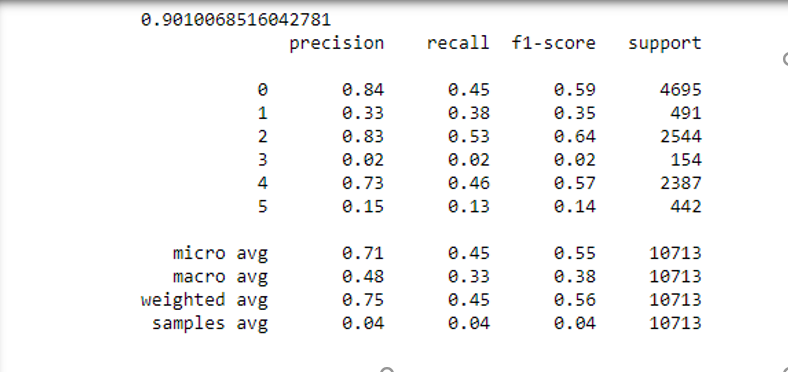 0.9010068516042781
precision recall f1-score support
0 0.84 0.45 0.59 4695
1 0.33 0.38 0.35 491
2 0.83 0.53 0.64 2544
3 0.02 0.02 0.02 154
4 0.73 0.46 0.57 2387
5 0.15 0.13 0.14 442
micro avg 0.71 0.45 0.55 10713
macro avg 0.48 0.33 0.38 10713
weighted avg 0.75 0.45 0.56 10713
samples avg 0.04 0.04 0.04 10713